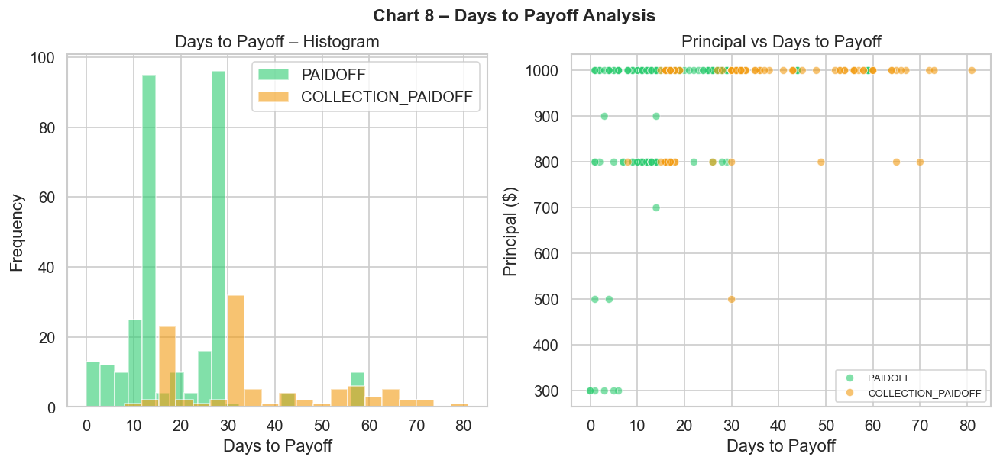 Chart 8 – Days to Payoff Analysis
Days to Payoff – Histogram
100
80
60
40
20
0
Frequency
PAIDOFF
COLLECTION_PAIDOFF
0 10 20 30 40 50 60 70 80
Days to Payoff
Principal vs Days to Payoff
1000
900
800
700
600
500
400
300
Principal ($)
PAIDOFF
COLLECTION_PAIDOFF
0 10 20 30 40 50 60 70 80
Days to Payoff